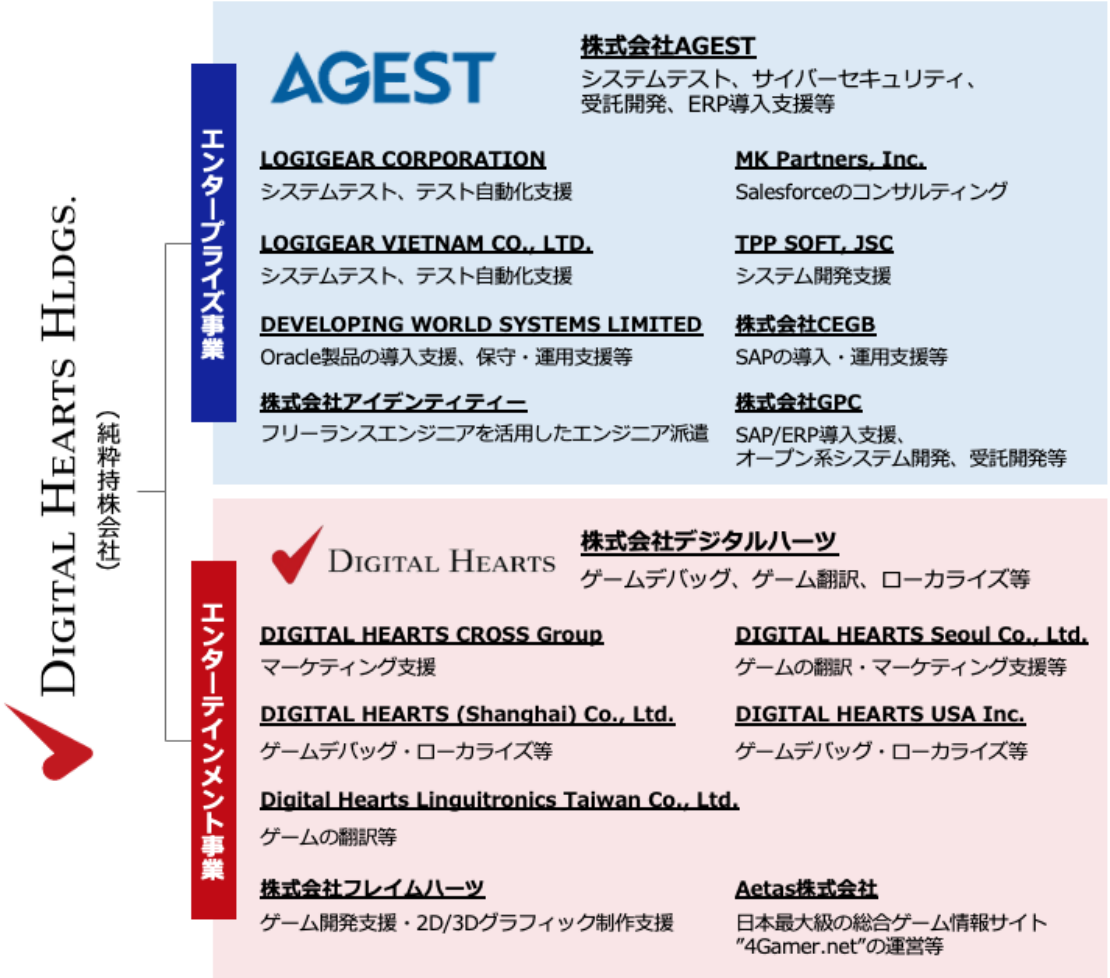 DIGITAL HEARTS HLDGS.
(純粋持株会社)
エンタープライズ事業
AGEST
株式会社AGEST
システムテスト、サイバーセキュリティ、
受託開発、ERP導入支援等
LOGIGEAR CORPORATION
システムテスト、テスト自動化支援
MK Partners, Inc.
Salesforceのコンサルティング
LOGIGEAR VIETNAM CO., LTD.
システムテスト、テスト自動化支援
TPP SOFT, JSC
システム開発支援
DEVELOPING WORLD SYSTEMS LIMITED
Oracle製品の導入支援、保守・運用支援等
株式会社CEGB
SAPの導入・運用支援等
株式会社アイデンティティー
フリーランスエンジニアを活用したエンジニア派遣
株式会社GPC
SAP/ERP導入支援、
オープン系システム開発、受託開発等
エンターテインメント事業
DIGITAL HEARTS
株式会社デジタルハーツ
ゲームデバッグ、ゲーム翻訳、ローカライズ等
DIGITAL HEARTS CROSS Group
マーケティング支援
DIGITAL HEARTS Seoul Co., Ltd.
ゲームの翻訳・マーケティング支援等
DIGITAL HEARTS (Shanghai) Co., Ltd.
ゲームデバッグ・ローカライズ等
DIGITAL HEARTS USA Inc.
ゲームデバッグ・ローカライズ等
Digital Hearts Linguitronics Taiwan Co., Ltd.
ゲームの翻訳等
株式会社フレイムハーツ
ゲーム開発支援・2D/3Dグラフィック制作支援
Aetas株式会社
日本最大級の総合ゲーム情報サイト
”4Gamer.net”の運営等